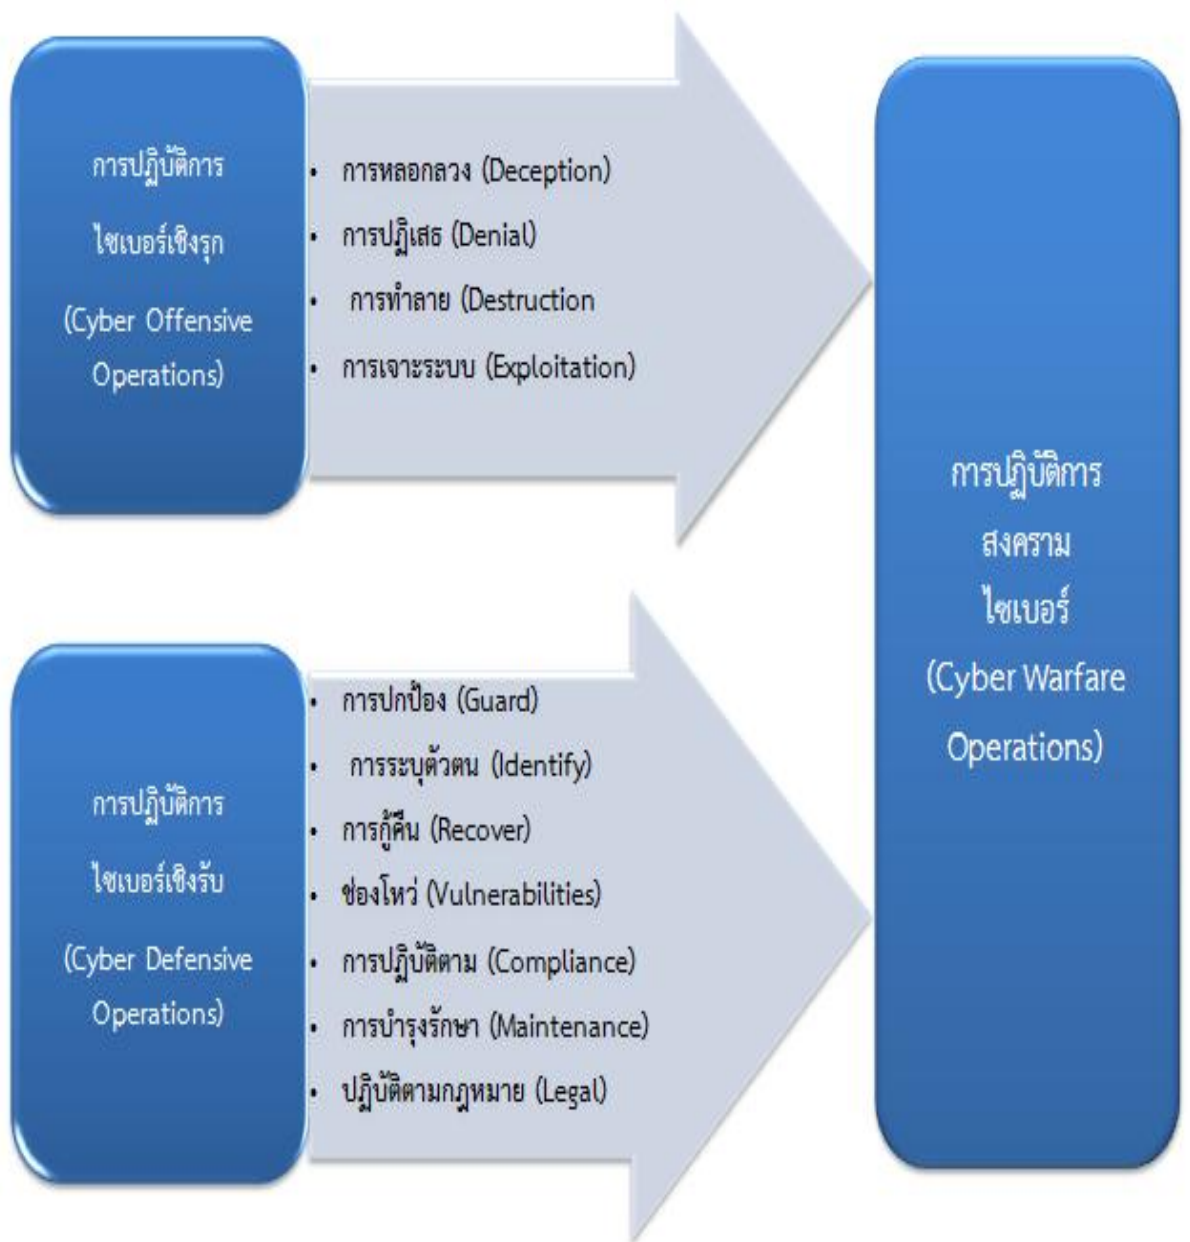 การปฏิบัติการ
ไซเบอร์เชิงรุก
(Cyber Offensive
Operations)
• การหลอกลวง (Deception)
• การปฏิเสธ (Denial)
• การทำลาย (Destruction
• การเจาะระบบ (Exploitation)
การปฏิบัติการ
ไซเบอร์เชิงรับ
(Cyber Defensive
Operations)
• การปกป้อง (Guard)
• การระบุตัวตน (Identify)
• การกู้คืน (Recover)
• ช่องโหว่ (Vulnerabilities)
• การปฏิบัติตาม (Compliance)
• การบำรุงรักษา (Maintenance)
• ปฏิบัติตามกฎหมาย (Legal)
การปฏิบัติการ
สงคราม
ไซเบอร์
(Cyber Warfare
Operations)